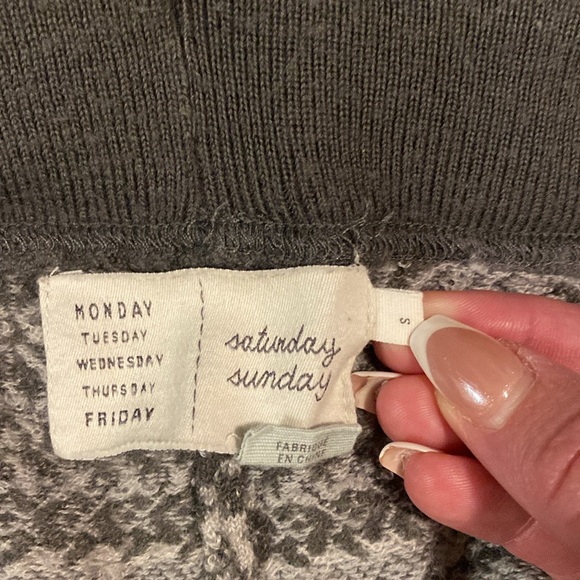 MONDAY
TUESDAY
WEDNESDAY
THURSDAY
FRIDAY
saturday
sunday
S
FABRIQUÉ
EN CHINE